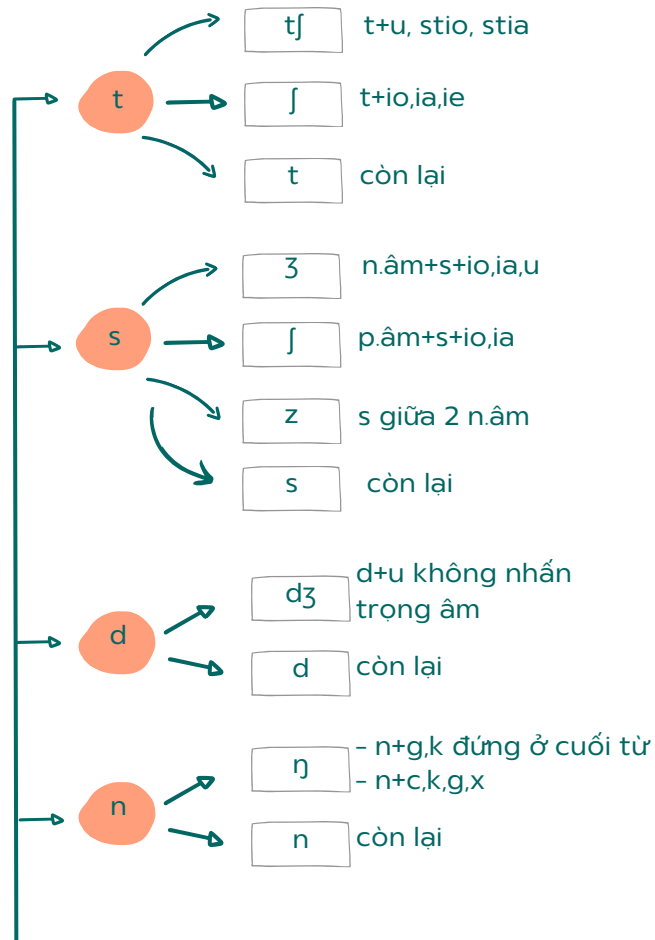 tʃ t+u, stio, stia
t
ʃ t+io,ia,ie
t còn lại
ʒ n.âm+s+io,ia,u
s
ʃ p.âm+s+io,ia
z s giữa 2 n.âm
s còn lại
dʒ d+u không nhấn
trọng âm
d
d còn lại
ŋ – n+g,k đứng ở cuối từ
– n+c,k,g,x
n
n còn lại